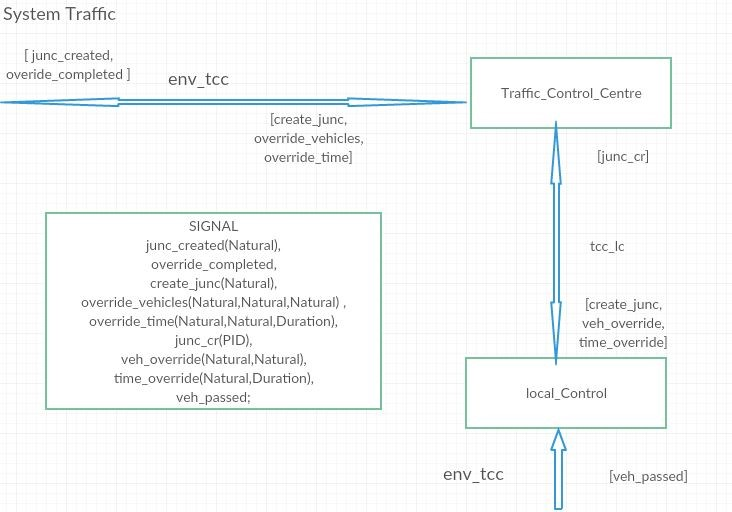 System Traffic
[ junc_created,
overide_completed ]
env_tcc
[create_junc,
override_vehicles,
override_time]
Traffic_Control_Centre
[junc_cr]
tcc_lc
[create_junc,
veh_override,
time_override]
SIGNAL
junc_created(Natural),
override_completed,
create_junc(Natural),
override_vehicles(Natural,Natural,Natural) ,
override_time(Natural,Natural,Duration),
junc_cr(PID),
veh_override(Natural,Natural),
time_override(Natural,Duration),
veh_passed;
local_Control
env_tcc
[veh_passed]